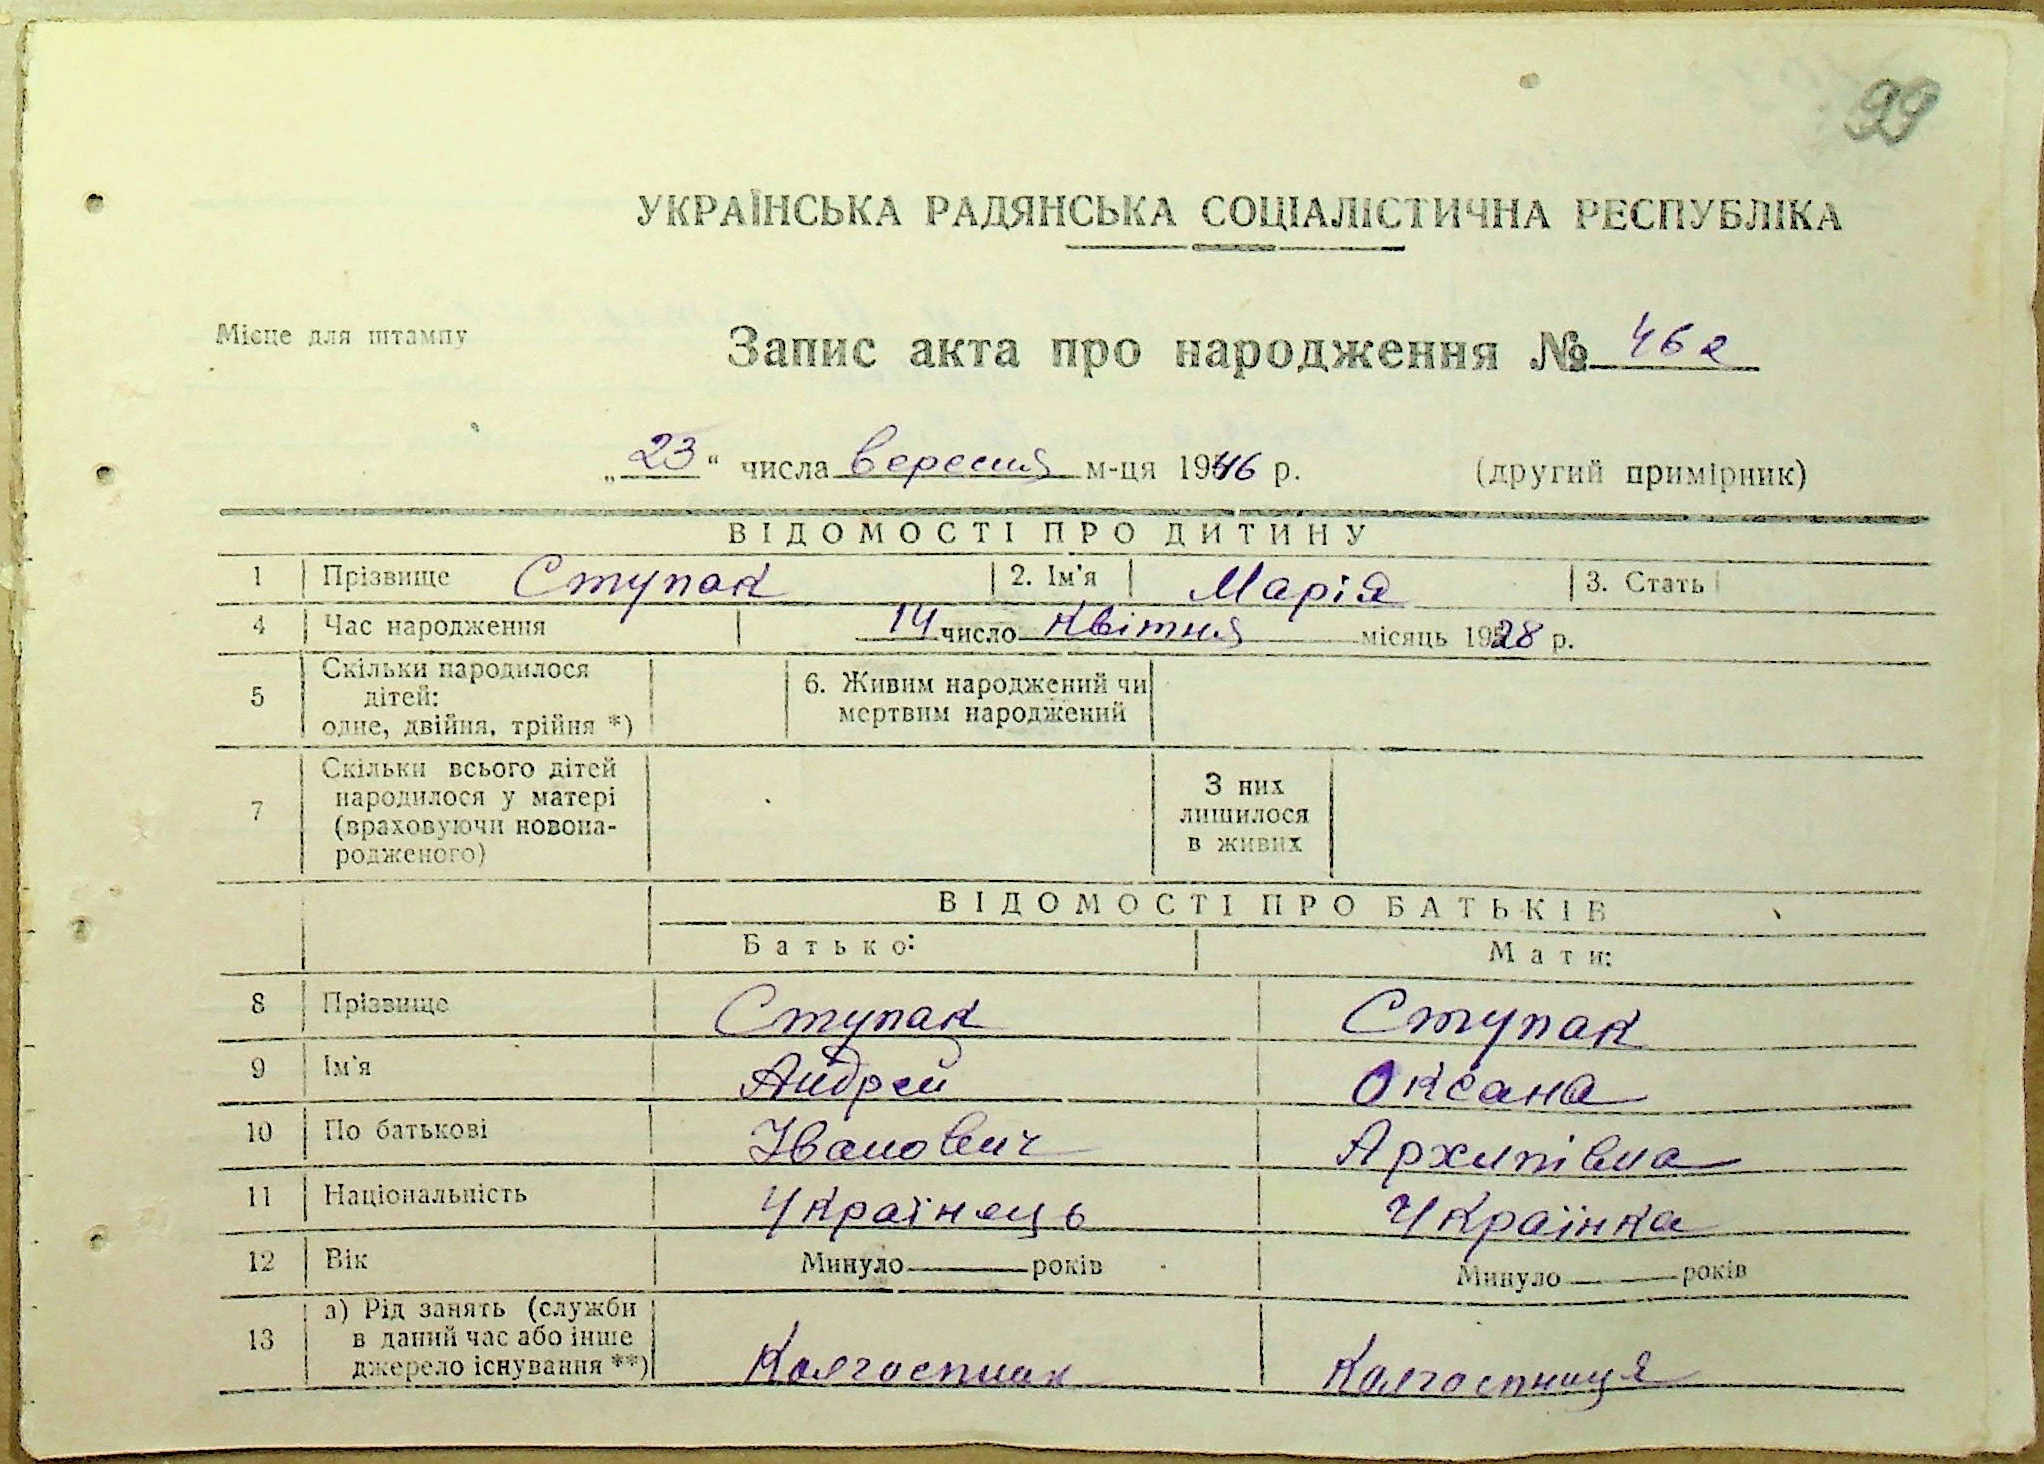 99
УКРАЇНСЬКА РАДЯНСЬКА СОЦІАЛІСТИЧНА РЕСПУБЛІКА
Місце для штампу
Запис акта про народження № 462
„23“ числа вересня м-ця 1946 р. (другий примірник)
ВІДОМОСТІ ПРО ДИТИНУ
1 Прізвище Ступак 2. Ім'я Марія 3. Стать
4 Час народження 14 число квітня місяць 1928 р.
5 Скільки народилося дітей: одне, двійня, трійня *) 6. Живим народжений чи мертвим народжений
7 Скільки всього дітей народилося у матері (враховуючи новона-родженого) З них лишилося в живих
ВІДОМОСТІ ПРО БАТЬКІВ
Батько: Мати:
8 Прізвище Ступак Ступак
9 Ім'я Андрей Оксана
10 По батькові Іванович Архипівна
11 Національність Українець Українка
12 Вік Минуло років Минуло років
13 а) Рід занять (служби в даний час або інше джерело існування **) Колгоспник Колгоспниця